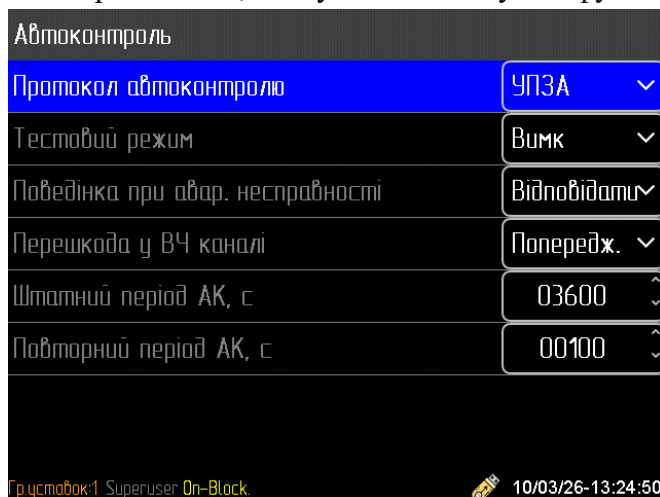 Автоконтроль
Протокол автоконтролю УПЗА
Тестовий режим Вимк
Поведінка при авар. несправності Відповідати
Перешкода у ВЧ каналі Попередж.
Штатний період АК, с 03600
Повторний період АК, с 00100
Гр.уставок:1 Superuser On-Block. 10/03/26-13:24:50